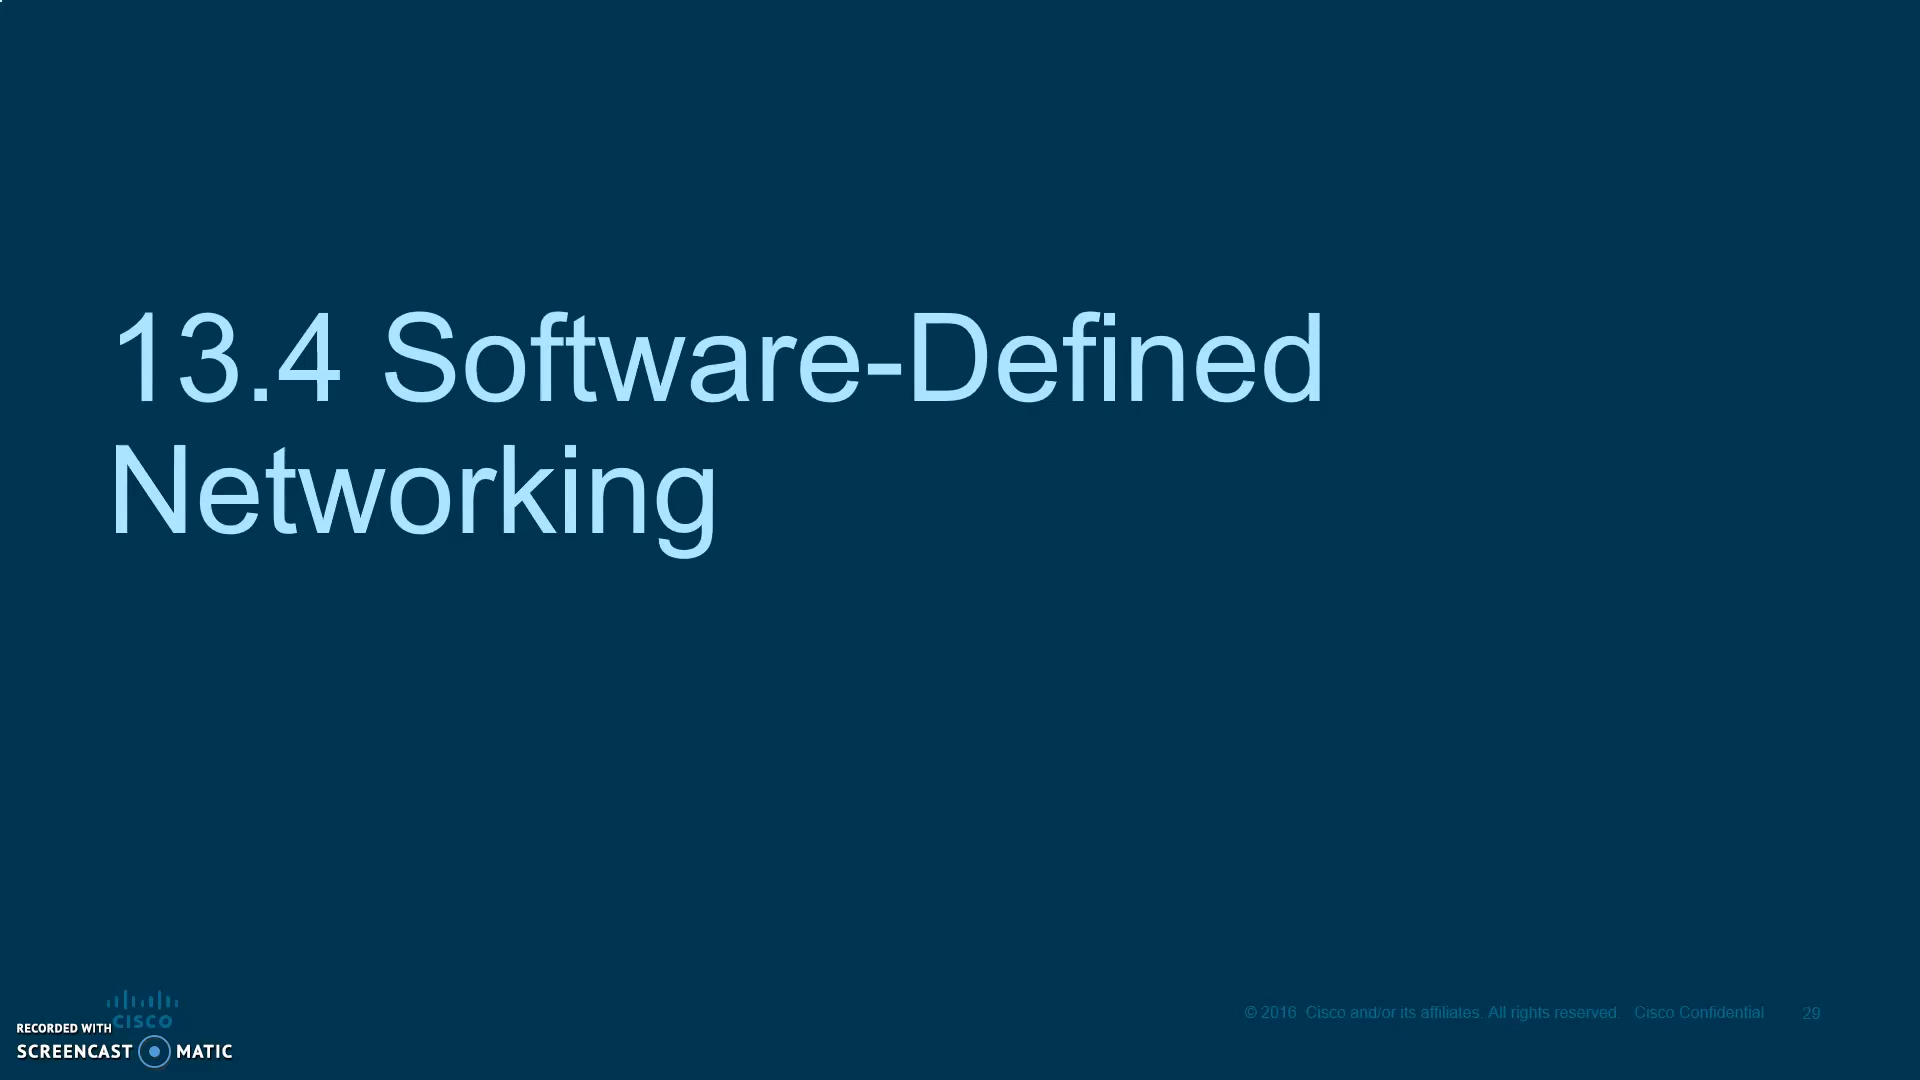 13.4 Software-Defined
Networking
CISCO
RECORDED WITH
SCREENCAST MATIC
© 2016 Cisco and/or its affiliates. All rights reserved. Cisco Confidential 29